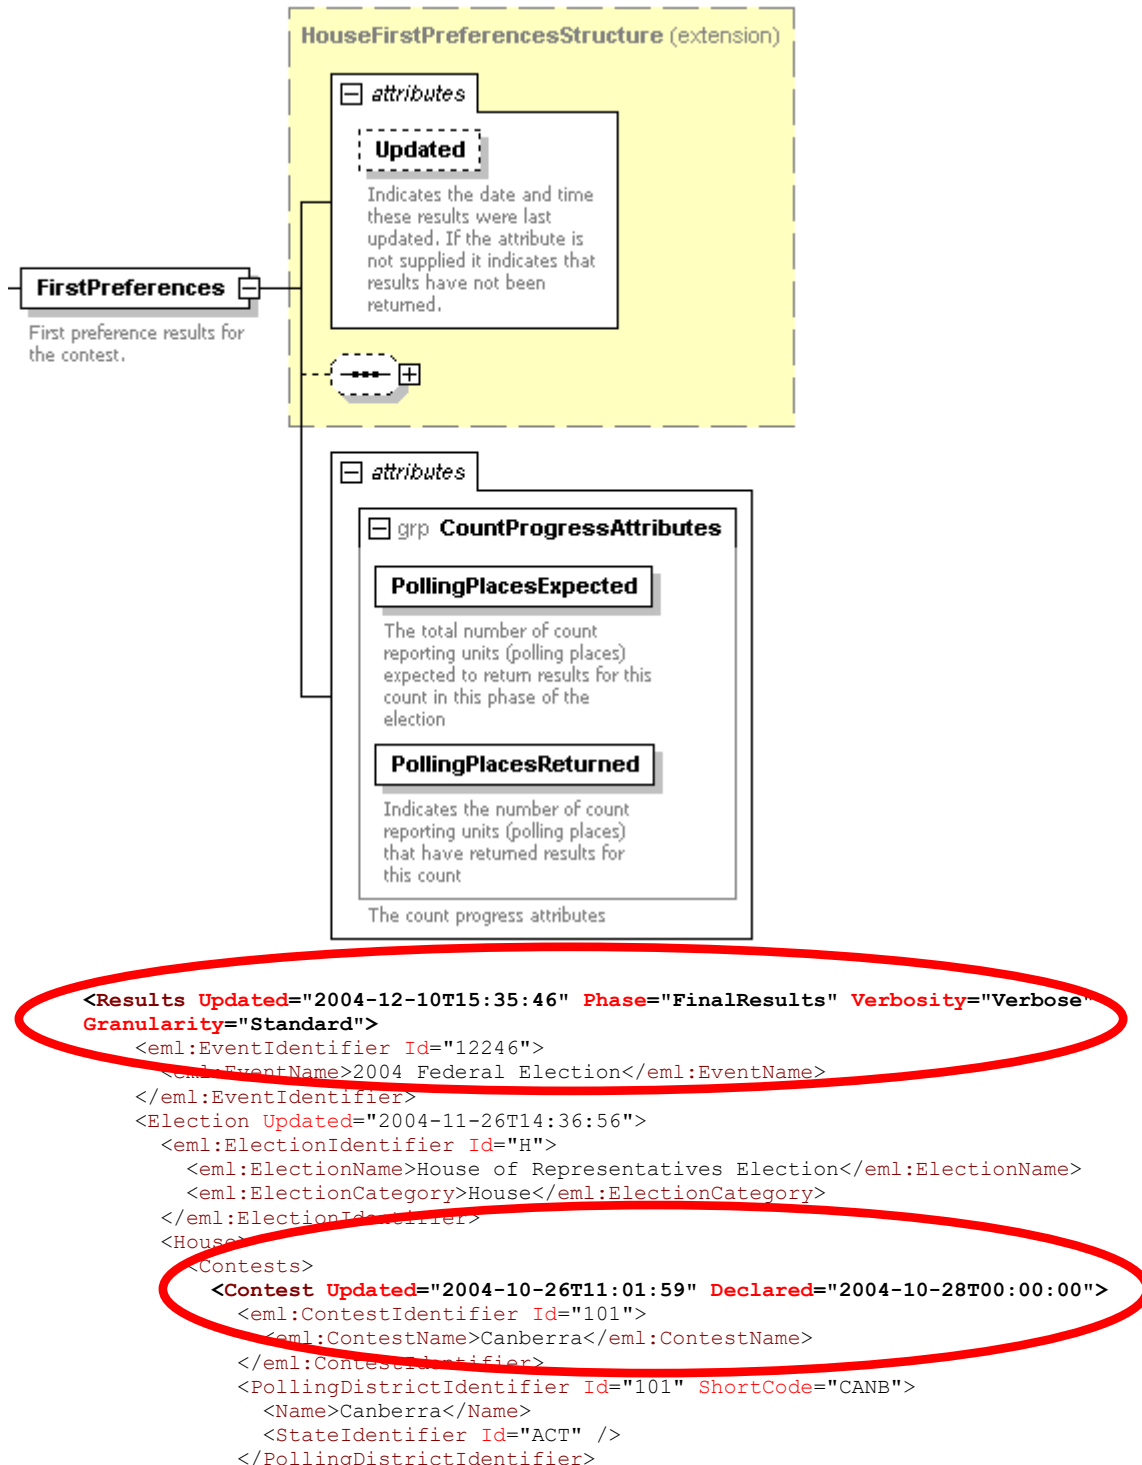 HouseFirstPreferencesStructure (extension)
attributes
Updated
Indicates the date and time
these results were last
updated. If the attribute is
not supplied it indicates that
results have not been
returned.
FirstPreferences
First preference results for
the contest.
attributes
grp CountProgressAttributes
PollingPlacesExpected
The total number of count
reporting units (polling places)
expected to return results for this
count in this phase of the
election
PollingPlacesReturned
Indicates the number of count
reporting units (polling places)
that have returned results for
this count
The count progress attributes
<Results Updated="2004-12-10T15:35:46" Phase="FinalResults" Verbosity="Verbose"
Granularity="Standard">
<eml:EventIdentifier Id="12246">
<eml:EventName>2004 Federal Election</eml:EventName>
</eml:EventIdentifier>
<Election Updated="2004-11-26T14:36:56">
<eml:ElectionIdentifier Id="H">
<eml:ElectionName>House of Representatives Election</eml:ElectionName>
<eml:ElectionCategory>House</eml:ElectionCategory>
</eml:ElectionIdentifier>
<House>
<Contests>
<Contest Updated="2004-10-26T11:01:59" Declared="2004-10-28T00:00:00">
<eml:ContestIdentifier Id="101">
<eml:ContestName>Canberra</eml:ContestName>
</eml:ContestIdentifier>
<PollingDistrictIdentifier Id="101" ShortCode="CANB">
<Name>Canberra</Name>
<StateIdentifier Id="ACT" />
</PollingDistrictIdentifier>